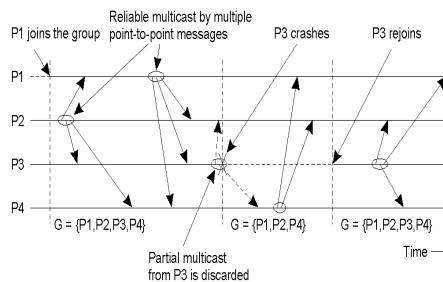 Reliable multicast by multiple
P1 joins the group
point-to-point messages
P3 crashes
P3 rejoins
P1
P2
P3
P4
G = {P1,P2,P3,P4}
G = {P1,P2,P4}
G = {P1,P2,P3,P4}
Partial multicast
from P3 is discarded
Time